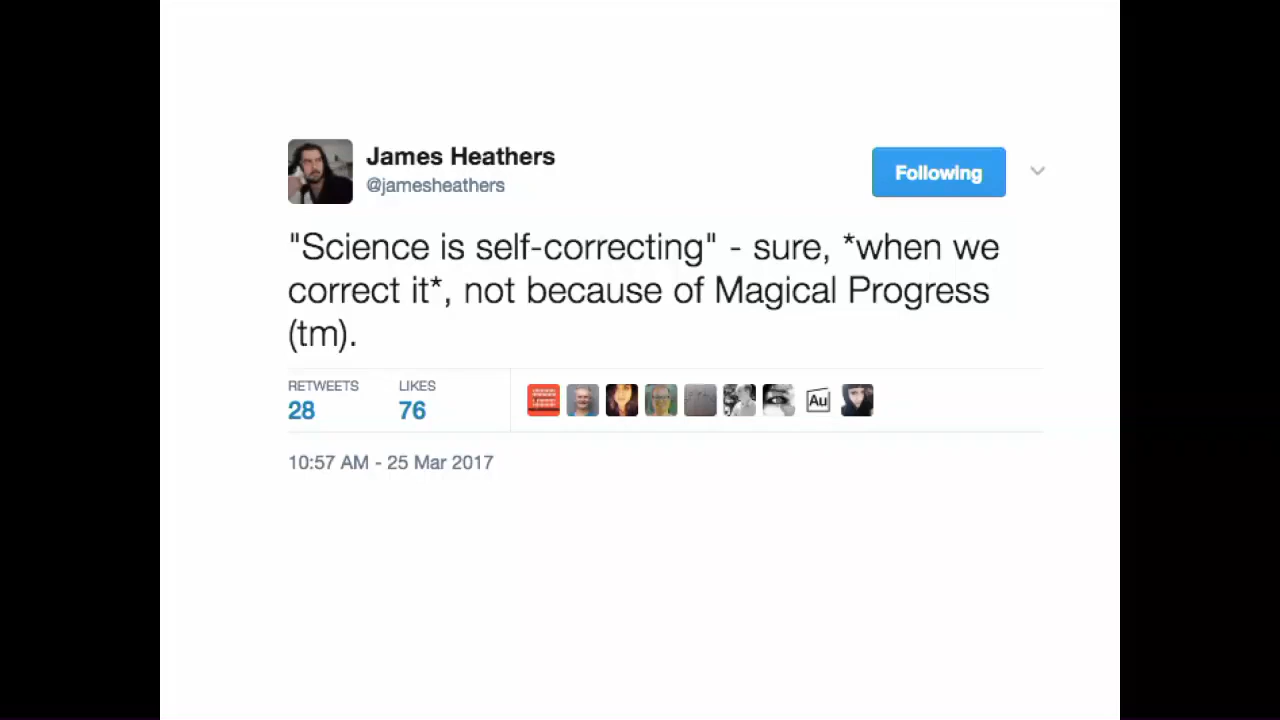 James Heathers
@jamesheathers
Following
"Science is self-correcting" - sure, *when we
correct it*, not because of Magical Progress
(tm).
RETWEETS LIKES
28 76
Au
10:57 AM - 25 Mar 2017